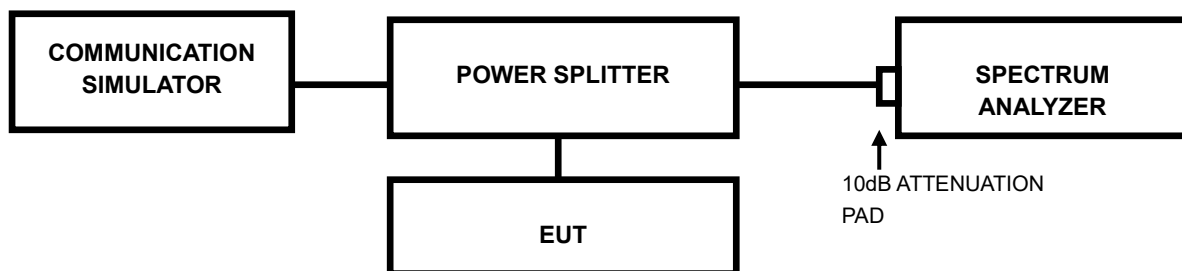 COMMUNICATION
SIMULATOR
POWER SPLITTER
SPECTRUM
ANALYZER
10dB ATTENUATION
PAD
EUT